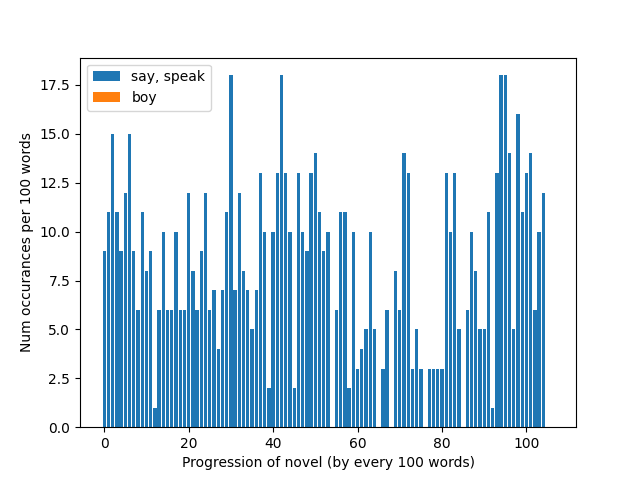 say, speak
boy
17.5
15.0
12.5
10.0
7.5
5.0
2.5
0.0
Num occurances per 100 words
0 20 40 60 80 100
Progression of novel (by every 100 words)